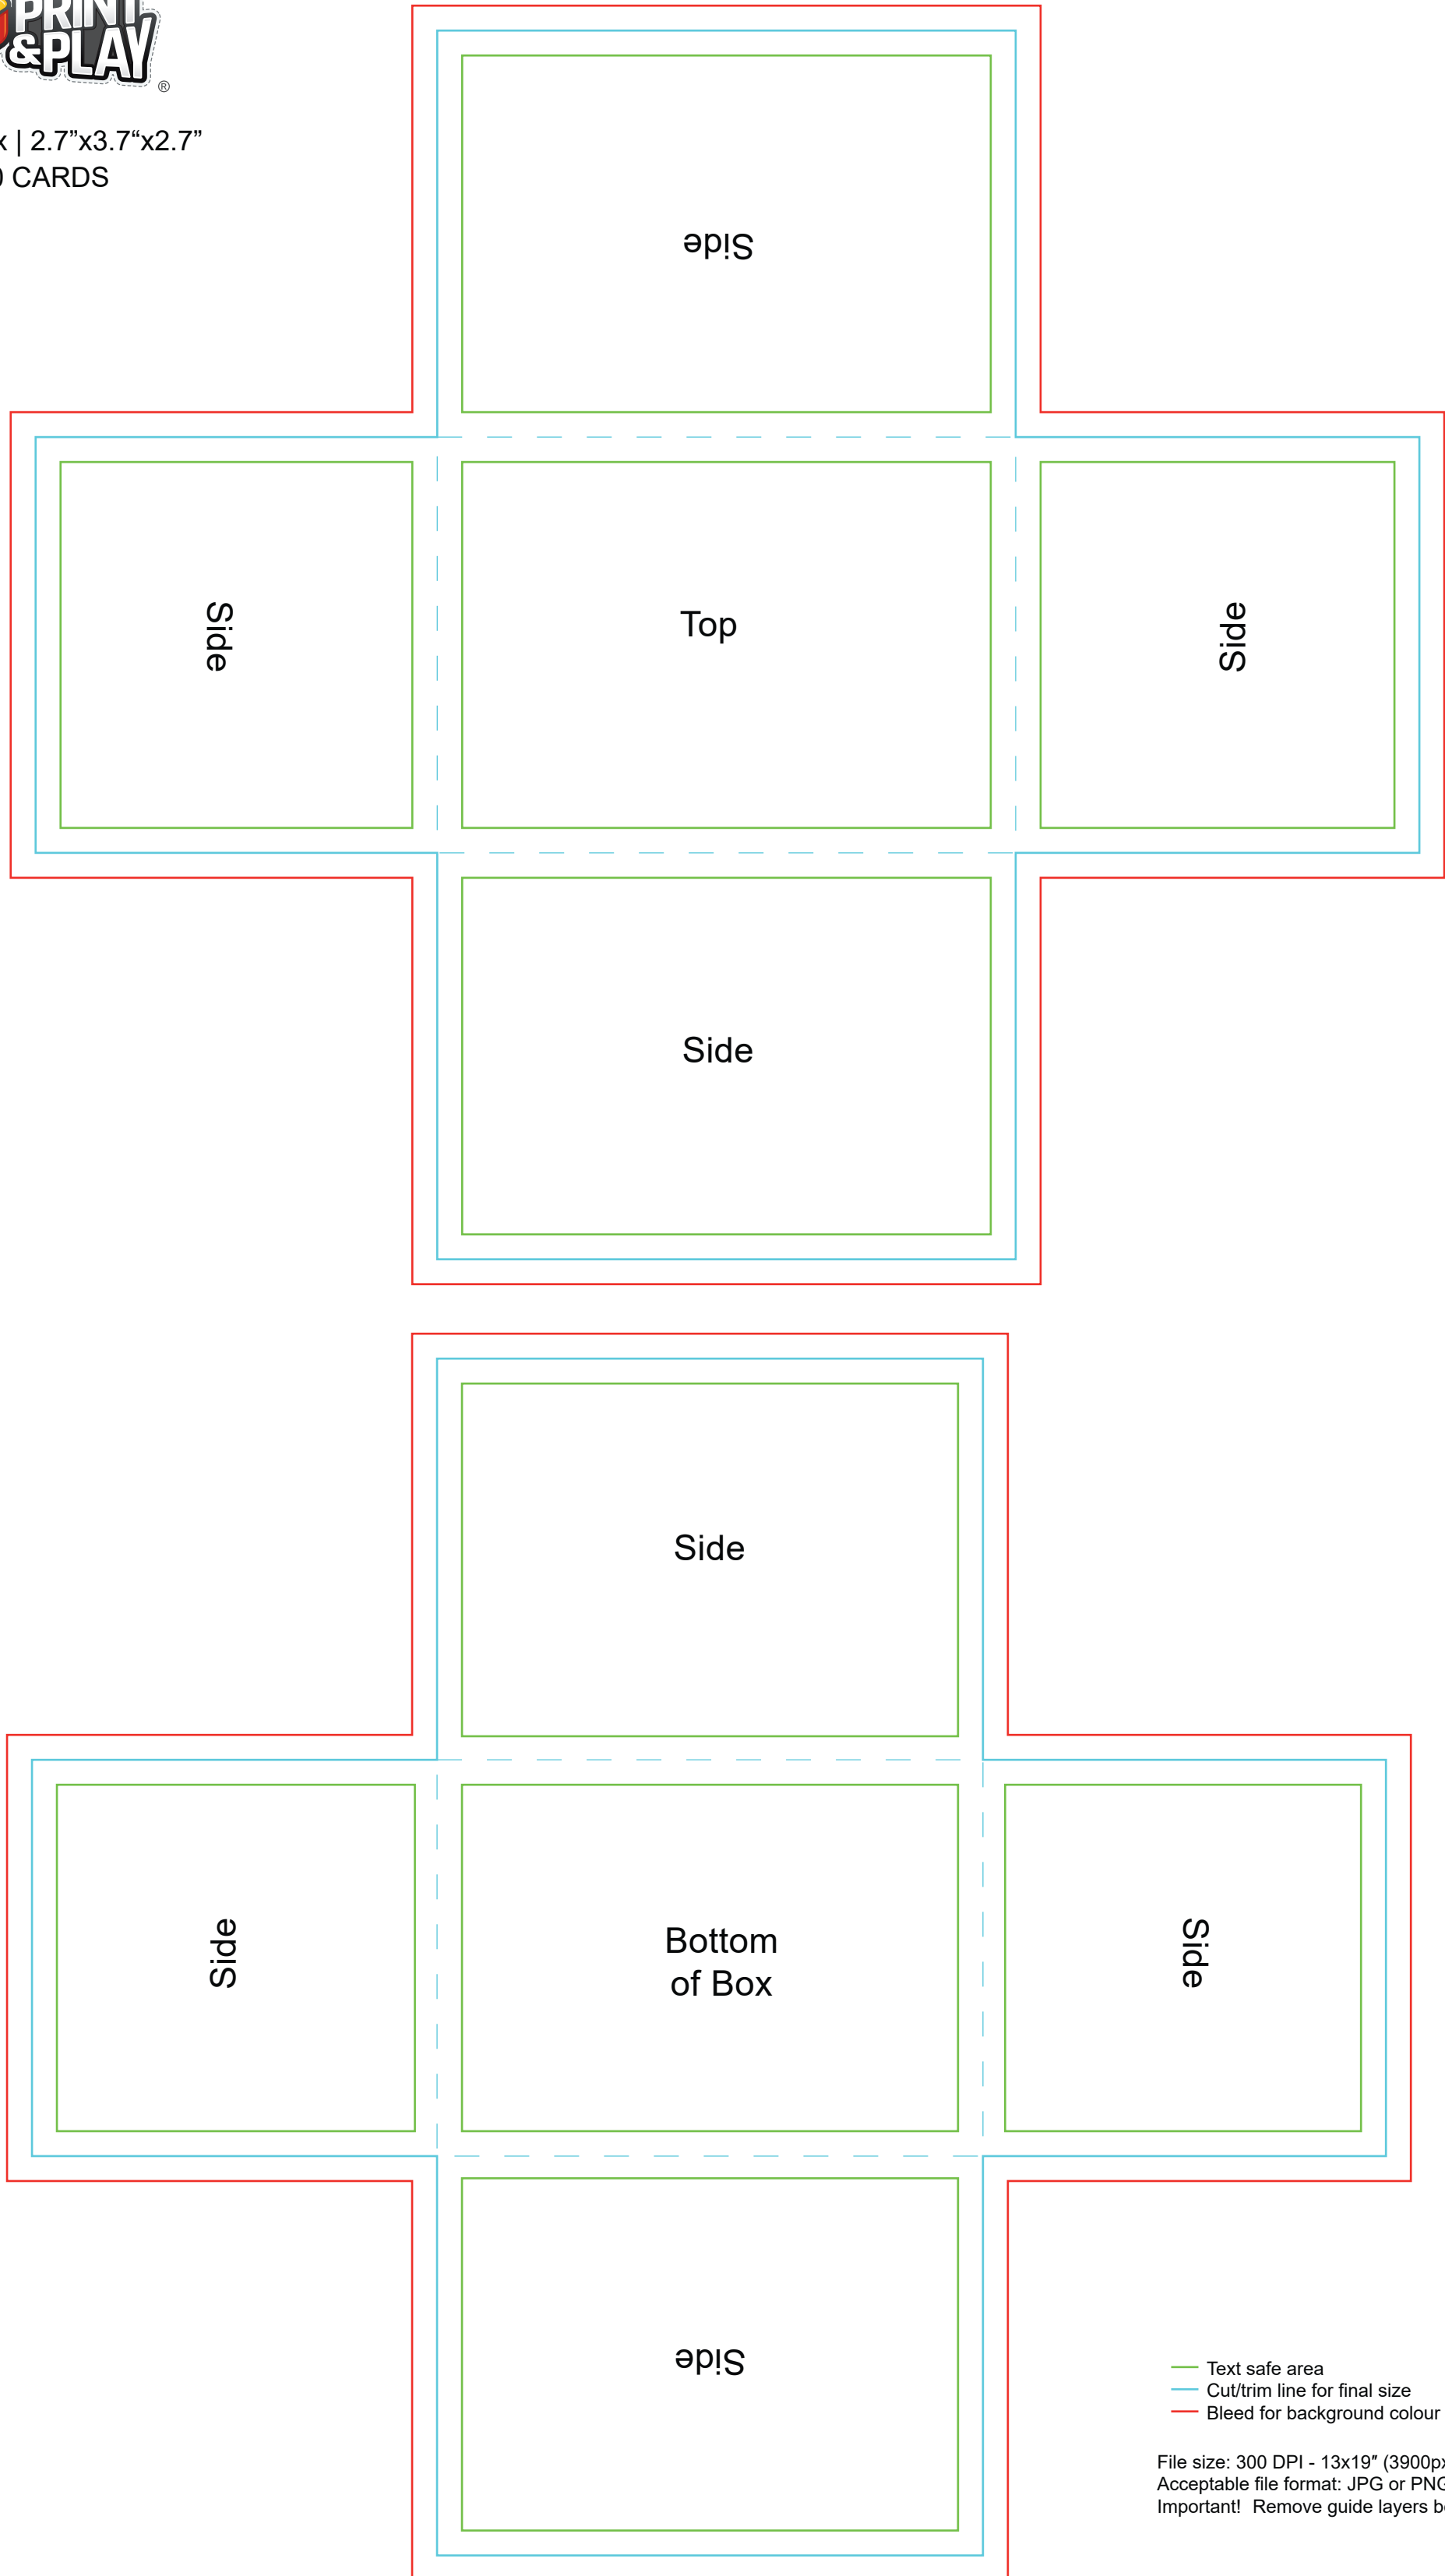 PRINT
&PLAY
®
x | 2.7”x3.7“x2.7”
CARDS
Side
Side
Top
Side
Side
Side
Side
Bottom
of Box
Side
Side
Text safe area
Cut/trim line for final size
Bleed for background colour
File size: 300 DPI - 13x19″ (3900px
Acceptable file format: JPG or PNG
Important!  Remove guide layers